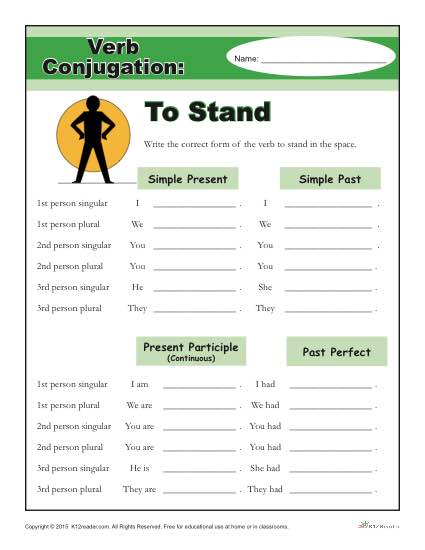 Verb
Conjugation:
Name: ____________________
To Stand
Write the correct form of the verb to stand in the space.
Simple Present Simple Past
1st person singular I ____________ . I ____________ .
1st person plural We ____________ . We ____________ .
2nd person singular You ____________ . You ____________ .
2nd person plural You ____________ . You ____________ .
3rd person singular He ____________ . She ____________ .
3rd person plural They ____________ . They ____________ .
Present Participle Past Perfect
(Continuous)
1st person singular I am ____________ . I had ____________ .
1st person plural We are ____________ . We had ____________ .
2nd person singular You are ____________ . You had ____________ .
2nd person plural You are ____________ . You had ____________ .
3rd person singular He is ____________ . She had ____________ .
3rd person plural They are ____________ . They had ____________ .
Copyright © 2015 K12reader.com. All Rights Reserved. Free for educational use at home or in classrooms. K12Reader